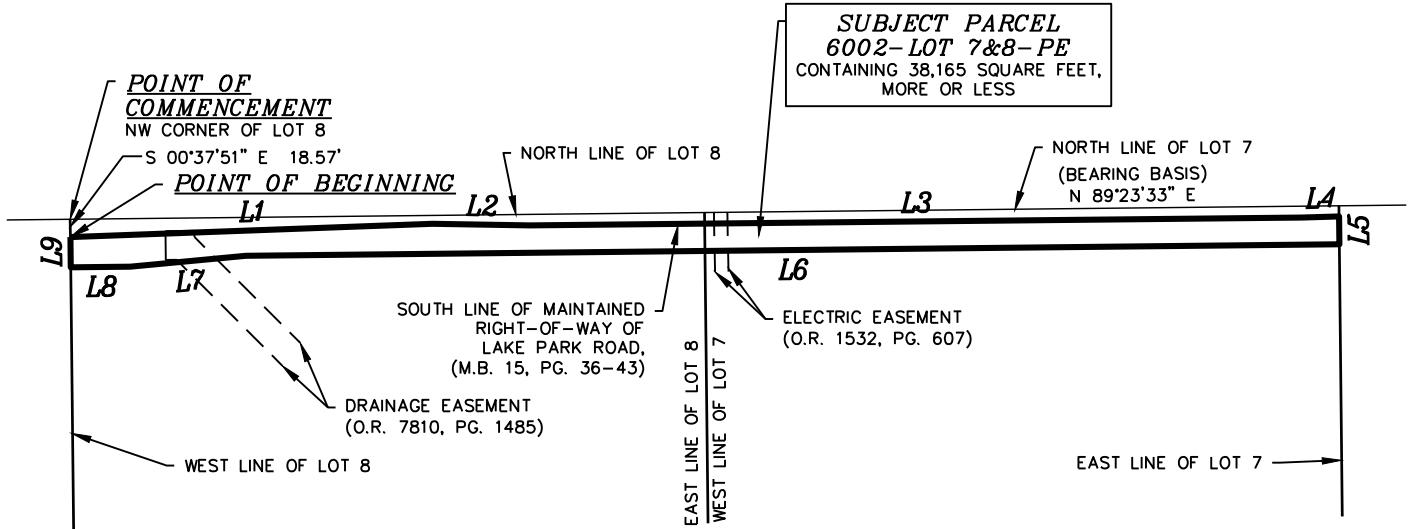 SUBJECT PARCEL
6002-LOT 7&8-PE
CONTAINING 38,165 SQUARE FEET,
MORE OR LESS
POINT OF
COMMENCEMENT
NW CORNER OF LOT 8
S 00°37'51" E 18.57'
POINT OF BEGINNING
NORTH LINE OF LOT 8
NORTH LINE OF LOT 7
(BEARING BASIS)
N 89°23'33" E
L1
L2
L3
L4
L5
L9
L8
L7
L6
SOUTH LINE OF MAINTAINED
RIGHT-OF-WAY OF
LAKE PARK ROAD,
(M.B. 15, PG. 36-43)
ELECTRIC EASEMENT
(O.R. 1532, PG. 607)
EAST LINE OF LOT 8
WEST LINE OF LOT 7
DRAINAGE EASEMENT
(O.R. 7810, PG. 1485)
WEST LINE OF LOT 8
EAST LINE OF LOT 7